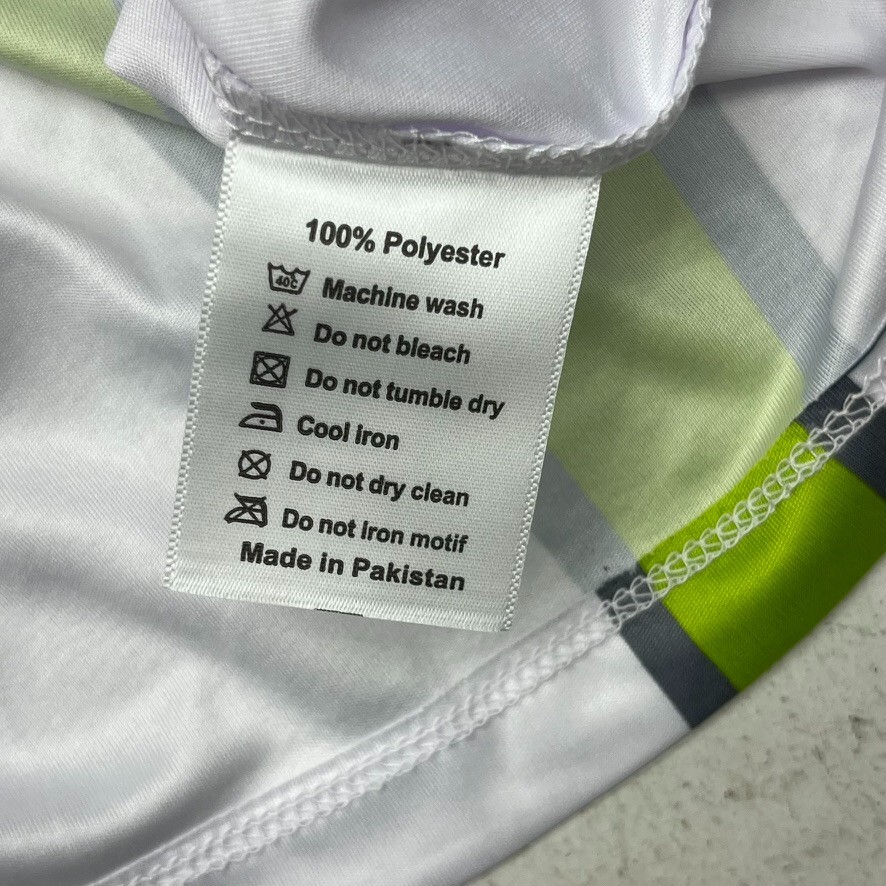 100% Polyester
40c Machine wash
Do not bleach
Do not tumble dry
Cool iron
Do not dry clean
Do not iron motif
Made in Pakistan